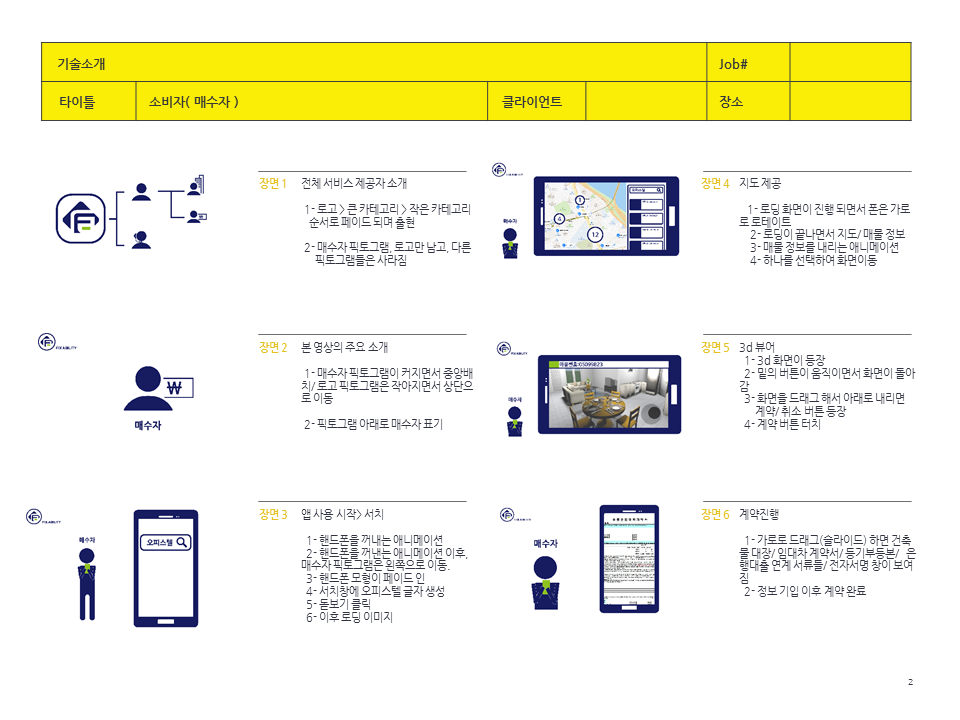 기술소개
Job#
타이틀
소비자( 매수자 )
클라이언트
장소
장면 1 전체 서비스 제공자 소개
1- 로고 > 큰 카테고리 > 작은 카테고리
순서로 페이드 되며 출현
2- 매수자 픽토그램, 로고만 남고, 다른
픽토그램들은 사라짐
FIXABILITY
₩
매수자
장면 2 본 영상의 주요 소개
1- 매수자 픽토그램이 커지면서 중앙배
치/ 로고 픽토그램은 작아지면서 상단으
로 이동
2- 픽토그램 아래로 매수자 표기
FIXABILITY
매수자
오피스텔
장면 3 앱 사용 시작> 서치
1- 핸드폰을 꺼내는 애니메이션
2- 핸드폰을 꺼내는 애니메이션 이후,
매수자 픽토그램은 왼쪽으로 이동.
3- 핸드폰 모형이 페이드 인
4- 서치창에 오피스텔 글자 생성
5- 돋보기 클릭
6- 이후 로딩 이미지
FIXABILITY
매수자
1
4
12
오피스텔
장면 4 지도 제공
1- 로딩 화면이 진행 되면서 폰은 가로
로 로테이트
2- 로딩이 끝나면서 지도/ 매물 정보
3- 매물 정보를 내리는 애니메이션
4- 하나를 선택하여 화면이동
FIXABILITY
매수자
매물번호:05099823
장면 5 3d 뷰어
1- 3d 화면이 등장
2- 밑의 버튼이 움직이면서 화면이 돌아
감
3- 화면을 드래그 해서 아래로 내리면
계약/ 취소 버튼 등장
4- 계약 버튼 터치
FIXABILITY
매수자
장면 6 계약진행
1- 가로로 드래그(슬라이드) 하면 건축
물 대장/ 임대차 계약서/ 등기부등본/ 은
행대출 연계 서류들/ 전자서명 창이 보여
짐
2- 정보 기입 이후 계약 완료
2